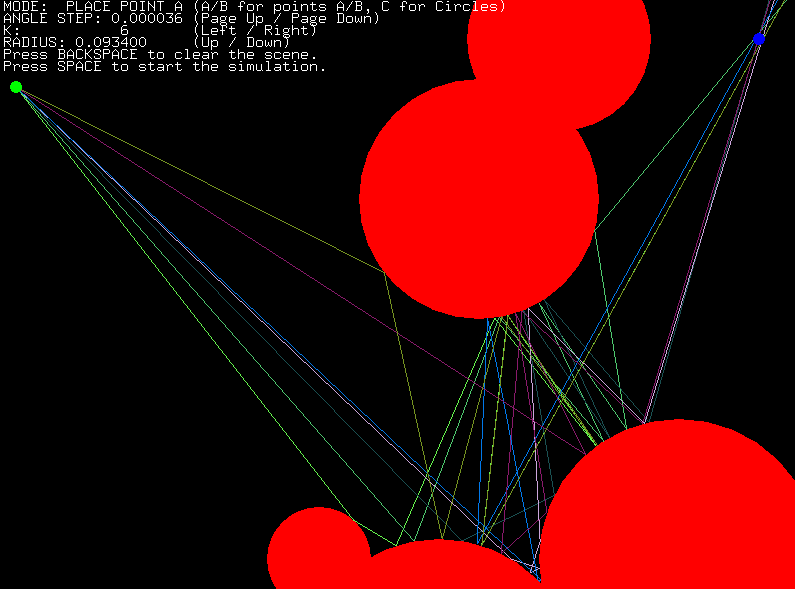 MODE: PLACE POINT A (A/B for points A/B, C for Circles)
ANGLE STEP: 0.000036 (Page Up / Page Down)
K: 6 (Left / Right)
RADIUS: 0.093400 (Up / Down)
Press BACKSPACE to clear the scene.
Press SPACE to start the simulation.